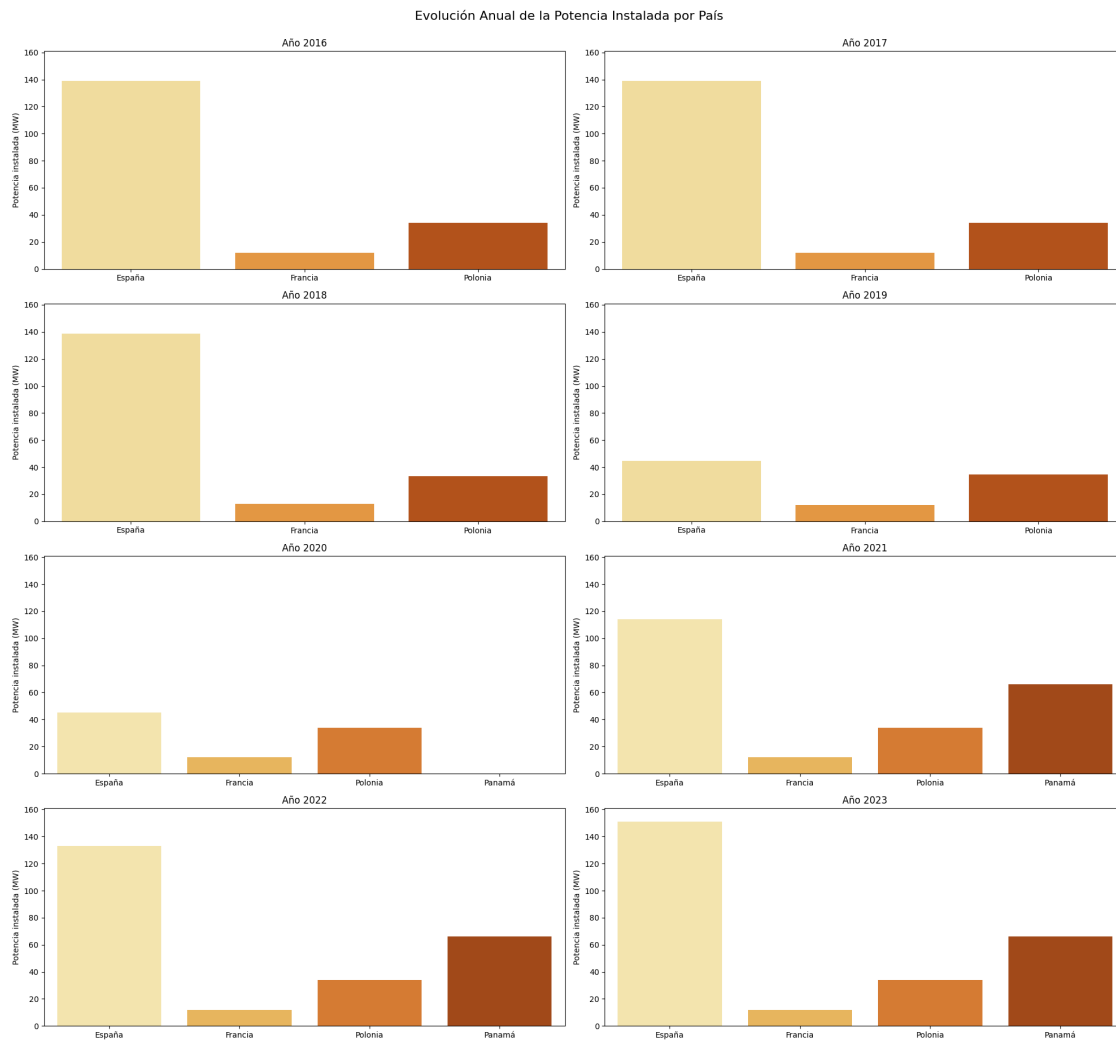 Evolución Anual de la Potencia Instalada por País
Año 2016
Potencia instalada (MW)
160
140
120
100
80
60
40
20
0
España Francia Polonia
Año 2017
Potencia instalada (MW)
160
140
120
100
80
60
40
20
0
España Francia Polonia
Año 2018
Potencia instalada (MW)
160
140
120
100
80
60
40
20
0
España Francia Polonia
Año 2019
Potencia instalada (MW)
160
140
120
100
80
60
40
20
0
España Francia Polonia
Año 2020
Potencia instalada (MW)
160
140
120
100
80
60
40
20
0
España Francia Polonia Panamá
Año 2021
Potencia instalada (MW)
160
140
120
100
80
60
40
20
0
España Francia Polonia Panamá
Año 2022
Potencia instalada (MW)
160
140
120
100
80
60
40
20
0
España Francia Polonia Panamá
Año 2023
Potencia instalada (MW)
160
140
120
100
80
60
40
20
0
España Francia Polonia Panamá